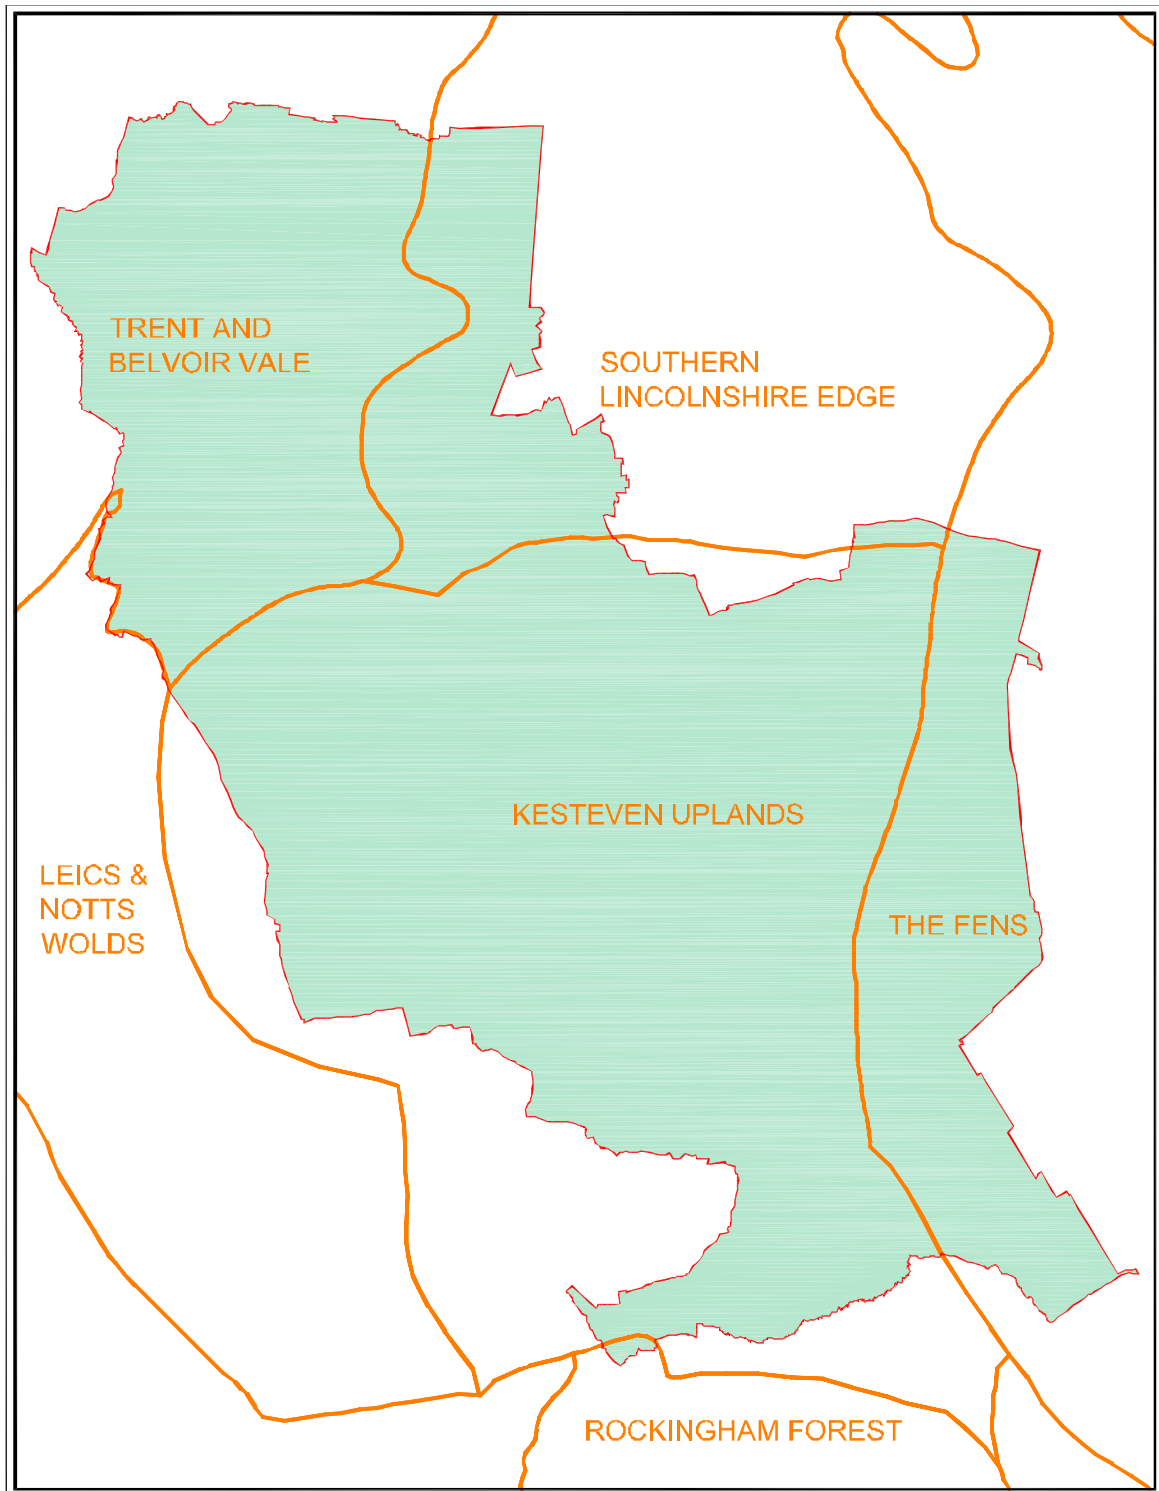 TRENT AND
BELVOIR VALE
SOUTHERN
LINCOLNSHIRE EDGE
KESTEVEN UPLANDS
LEICS &
NOTTS
WOLDS
THE FENS
ROCKINGHAM FOREST